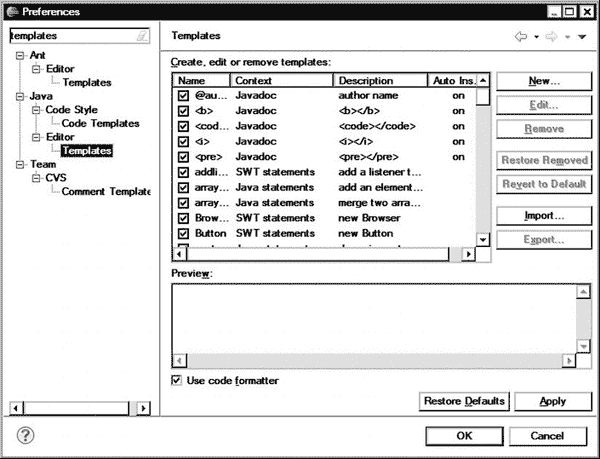 Preferences
templates
Templates
Ant
Editor
Templates
Java
Code Style
Code Templates
Editor
Templates
Team
CVS
Comment Template
Create, edit or remove templates:
Name Context Description Auto Ins.
@au... Javadoc author name on
<b> Javadoc <b></b> on
<cod... Javadoc <code></code> on
<i> Javadoc <i></i> on
<pre> Javadoc <pre></pre> on
addli... SWT statements add a listener t...
array... Java statements add an element...
array... Java statements merge two arra...
Brow... SWT statements new Browser
Button SWT statements new Button
New...
Edit...
Remove
Restore Removed
Revert to Default
Import...
Export...
Preview:
Use code formatter
Restore Defaults Apply
? OK Cancel